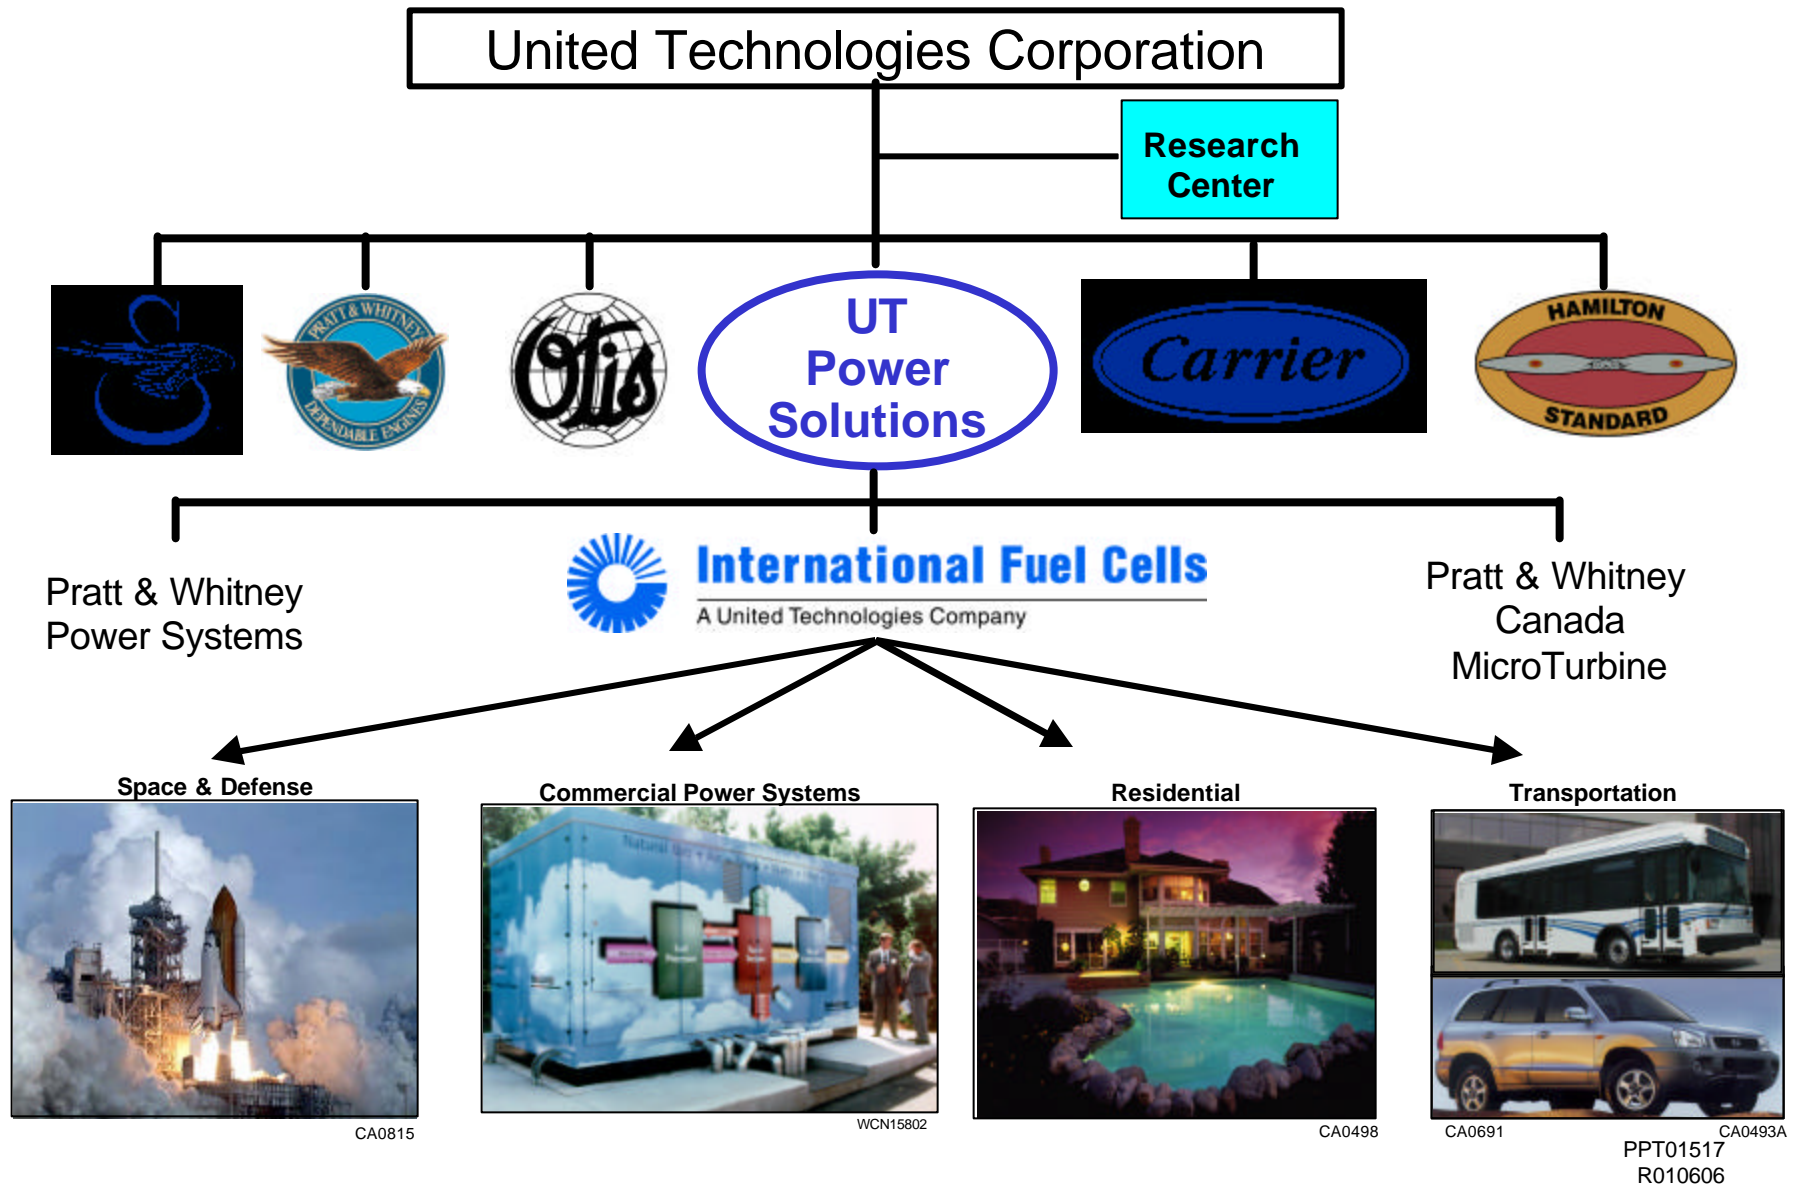 United Technologies Corporation
Research
Center
PRATT & WHITNEY
DEPENDABLE ENGINES
Otis
UT
Power
Solutions
Carrier
HAMILTON
STANDARD
Pratt & Whitney
Power Systems
International Fuel Cells
A United Technologies Company
Pratt & Whitney
Canada
MicroTurbine
Space & Defense
Commercial Power Systems
Residential
Transportation
CA0815
WCN15802
CA0498
CA0691
CA0493A
PPT01517
R010606